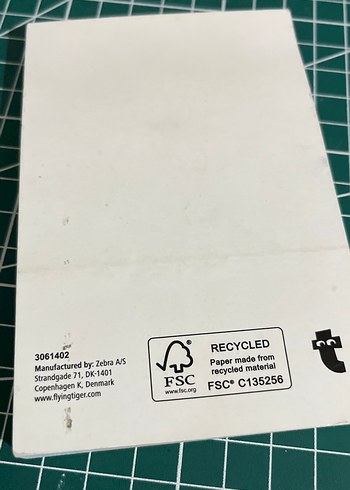 3061402
Manufactured by: Zebra A/S
Strandgade 71, DK-1401
Copenhagen K, Denmark
www.flyingtiger.com
FSC
www.fsc.org
RECYCLED
Paper made from
recycled material
FSC® C135256
t